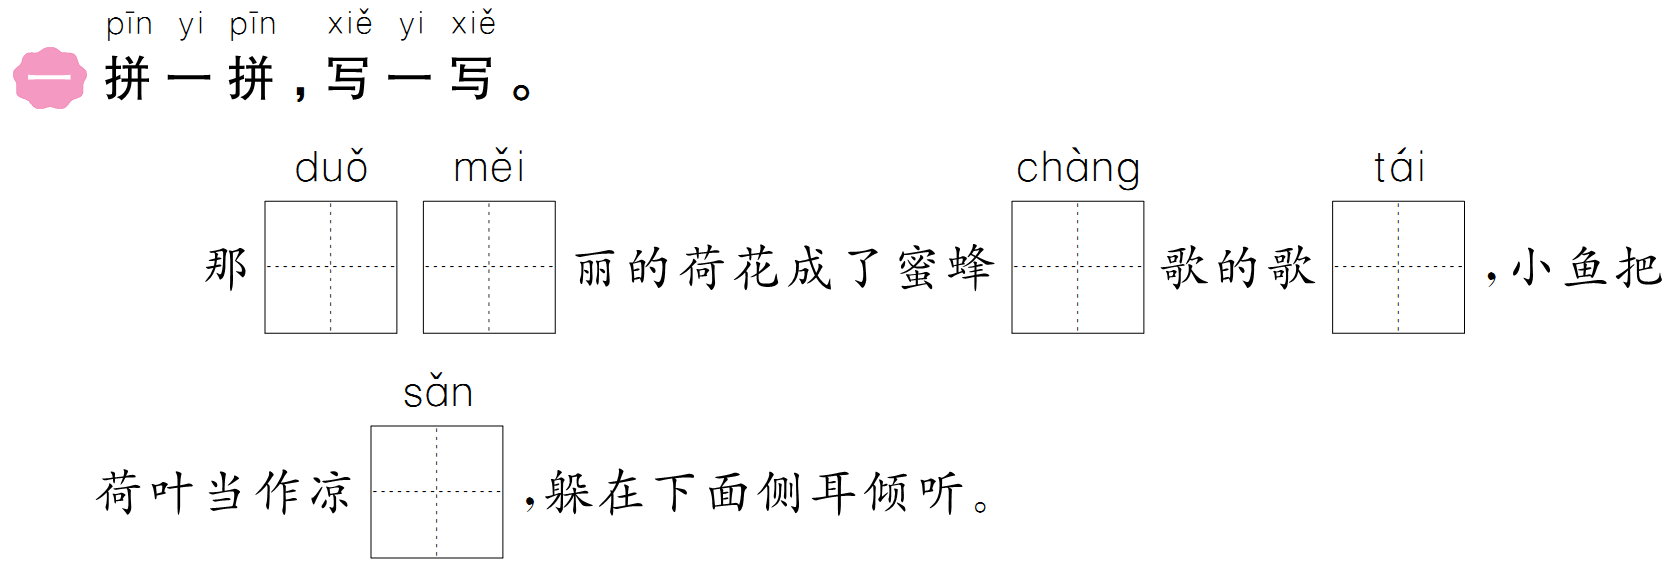 pīn yi pīn xiě yi xiě
一 拼一拼,写一写。
duǒ měi chàng tái
那 丽的荷花成了蜜蜂 歌的歌 ,小鱼把
sǎn
荷叶当作凉 ,躲在下面侧耳倾听。